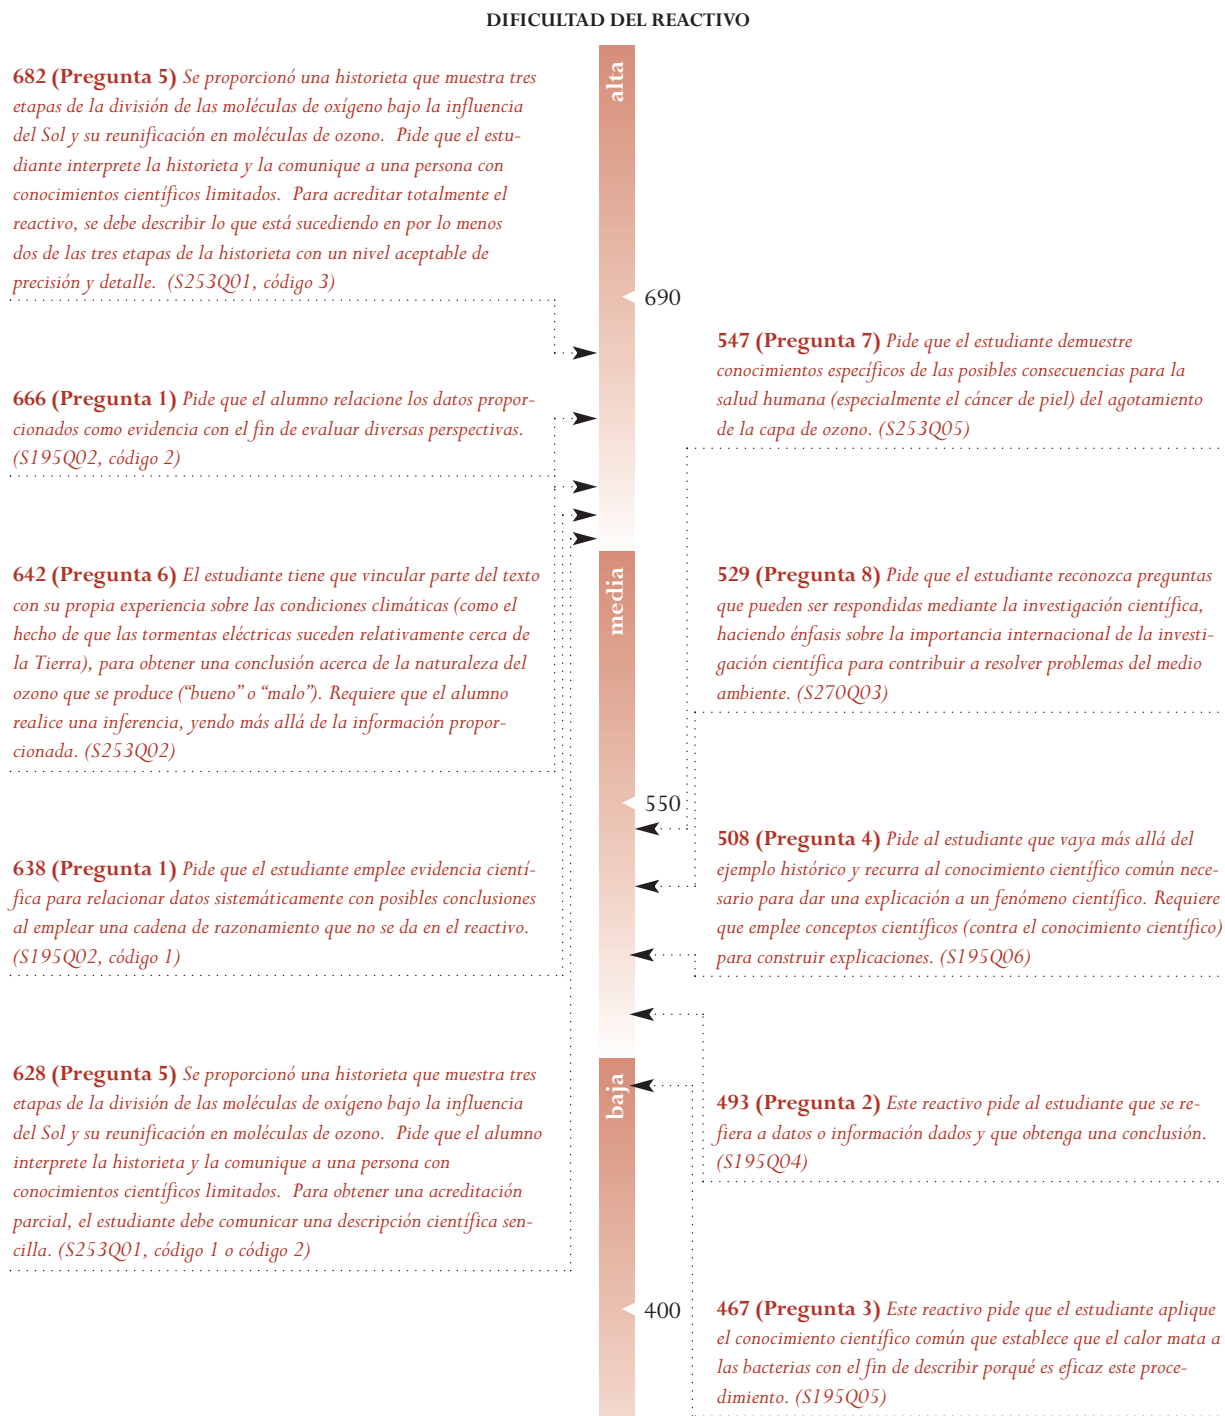 DIFICULTAD DEL REACTIVO
alta
682 (Pregunta 5) Se proporcionó una historieta que muestra tres
etapas de la división de las moléculas de oxígeno bajo la influencia
del Sol y su reunificación en moléculas de ozono. Pide que el estu-
diante interprete la historieta y la comunique a una persona con
conocimientos científicos limitados. Para acreditar totalmente el
reactivo, se debe describir lo que está sucediendo en por lo menos
dos de las tres etapas de la historieta con un nivel aceptable de
precisión y detalle. (S253Q01, código 3)
690
666 (Pregunta 1) Pide que el alumno relacione los datos propor-
cionados como evidencia con el fin de evaluar diversas perspectivas.
(S195Q02, código 2)
642 (Pregunta 6) El estudiante tiene que vincular parte del texto
con su propia experiencia sobre las condiciones climáticas (como el
hecho de que las tormentas eléctricas suceden relativamente cerca de
la Tierra), para obtener una conclusión acerca de la naturaleza del
ozono que se produce (“bueno” o “malo”). Requiere que el alumno
realice una inferencia, yendo más allá de la información propor-
cionada. (S253Q02)
638 (Pregunta 1) Pide que el estudiante emplee evidencia cientí-
fica para relacionar datos sistemáticamente con posibles conclusiones
al emplear una cadena de razonamiento que no se da en el reactivo.
(S195Q02, código 1)
628 (Pregunta 5) Se proporcionó una historieta que muestra tres
etapas de la división de las moléculas de oxígeno bajo la influencia
del Sol y su reunificación en moléculas de ozono. Pide que el alumno
interprete la historieta y la comunique a una persona con
conocimientos científicos limitados. Para obtener una acreditación
parcial, el estudiante debe comunicar una descripción científica sen-
cilla. (S253Q01, código 1 o código 2)
media
550
baja
400
547 (Pregunta 7) Pide que el estudiante demuestre
conocimientos específicos de las posibles consecuencias para la
salud humana (especialmente el cáncer de piel) del agotamiento
de la capa de ozono. (S253Q05)
529 (Pregunta 8) Pide que el estudiante reconozca preguntas
que pueden ser respondidas mediante la investigación científica,
haciendo énfasis sobre la importancia internacional de la investi-
gación científica para contribuir a resolver problemas del medio
ambiente. (S270Q03)
508 (Pregunta 4) Pide al estudiante que vaya más allá del
ejemplo histórico y recurra al conocimiento científico común nece-
sario para dar una explicación a un fenómeno científico. Requiere
que emplee conceptos científicos (contra el conocimiento científico)
para construir explicaciones. (S195Q06)
493 (Pregunta 2) Este reactivo pide al estudiante que se re-
fiera a datos o información dados y que obtenga una conclusión.
(S195Q04)
467 (Pregunta 3) Este reactivo pide que el estudiante aplique
el conocimiento científico común que establece que el calor mata a
las bacterias con el fin de describir porqué es eficaz este proce-
dimiento. (S195Q05)